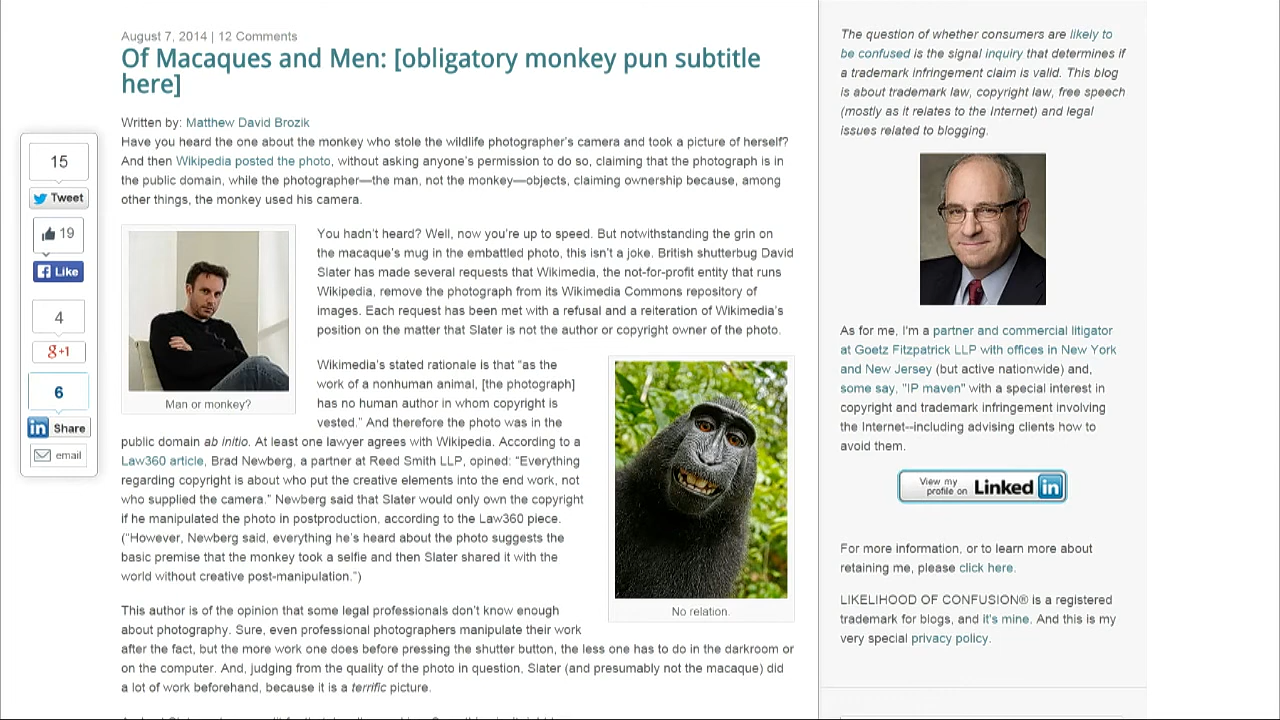 August 7, 2014 | 12 Comments
Of Macaques and Men: [obligatory monkey pun subtitle
here]
Written by: Matthew David Brozik
Have you heard the one about the monkey who stole the wildlife photographer's camera and took a picture of herself?
And then Wikipedia posted the photo, without asking anyone's permission to do so, claiming that the photograph is in
the public domain, while the photographer—the man, not the monkey—objects, claiming ownership because, among
other things, the monkey used his camera.
15
Tweet
19
Like
4
g+1
6
in Share
email
You hadn't heard? Well, now you're up to speed. But notwithstanding the grin on
the macaque's mug in the embattled photo, this isn't a joke. British shutterbug David
Slater has made several requests that Wikimedia, the not-for-profit entity that runs
Wikipedia, remove the photograph from its Wikimedia Commons repository of
images. Each request has been met with a refusal and a reiteration of Wikimedia's
position on the matter that Slater is not the author or copyright owner of the photo.
Man or monkey?
Wikimedia's stated rationale is that "as the
work of a nonhuman animal, [the photograph]
has no human author in whom copyright is
vested." And therefore the photo was in the
public domain ab initio. At least one lawyer agrees with Wikipedia. According to a
Law360 article, Brad Newberg, a partner at Reed Smith LLP, opined: "Everything
regarding copyright is about who put the creative elements into the end work, not
who supplied the camera." Newberg said that Slater would only own the copyright
if he manipulated the photo in postproduction, according to the Law360 piece.
("However, Newberg said, everything he's heard about the photo suggests the
basic premise that the monkey took a selfie and then Slater shared it with the
world without creative post-manipulation.")
No relation.
This author is of the opinion that some legal professionals don't know enough
about photography. Sure, even professional photographers manipulate their work
after the fact, but the more work one does before pressing the shutter button, the less one has to do in the darkroom or
on the computer. And, judging from the quality of the photo in question, Slater (and presumably not the macaque) did
a lot of work beforehand, because it is a terrific picture.
The question of whether consumers are likely to
be confused is the signal inquiry that determines if
a trademark infringement claim is valid. This blog
is about trademark law, copyright law, free speech
(mostly as it relates to the Internet) and legal
issues related to blogging.
As for me, I'm a partner and commercial litigator
at Goetz Fitzpatrick LLP with offices in New York
and New Jersey (but active nationwide) and,
some say, "IP maven" with a special interest in
copyright and trademark infringement involving
the Internet--including advising clients how to
avoid them.
View my
profile on Linked in
For more information, or to learn more about
retaining me, please click here.
LIKELIHOOD OF CONFUSION® is a registered
trademark for blogs, and it's mine. And this is my
very special privacy policy.